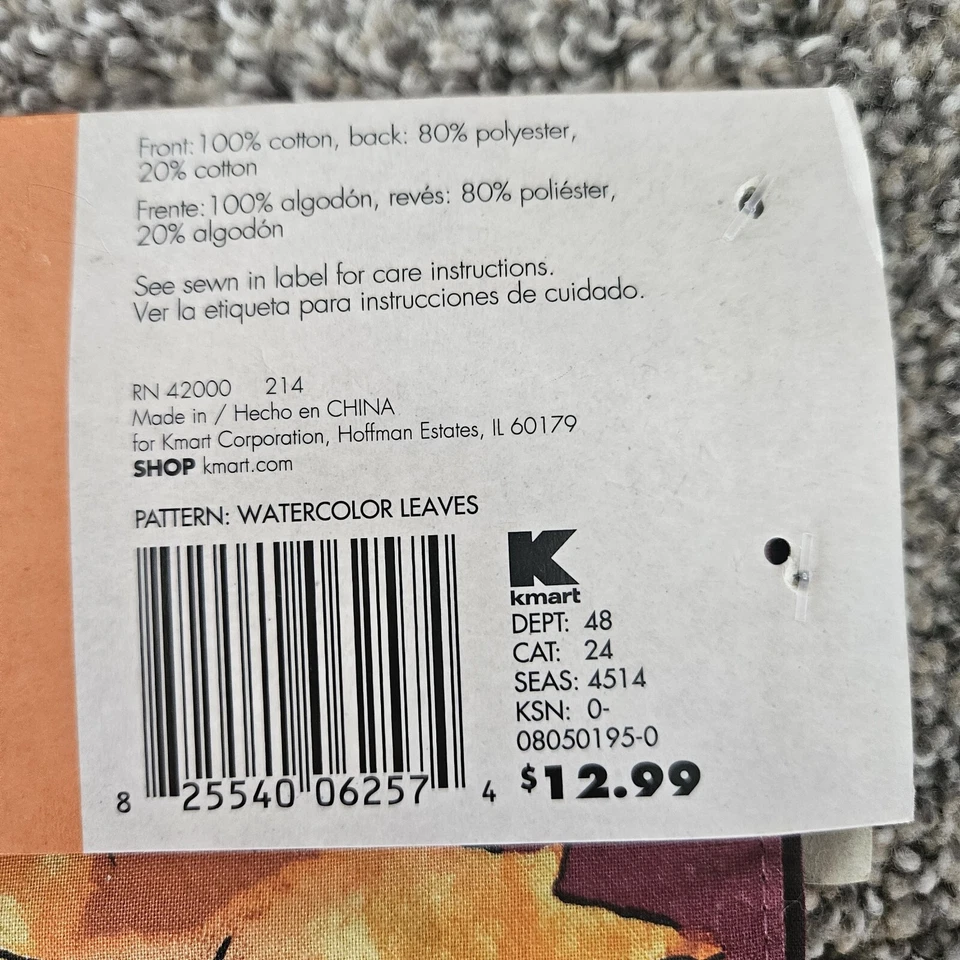 Front: 100% cotton, back: 80% polyester,
20% cotton
Frente: 100% algodón, revés: 80% poliéster,
20% algodón
See sewn in label for care instructions.
Ver la etiqueta para instrucciones de cuidado.
RN 42000 214
Made in / Hecho en CHINA
for Kmart Corporation, Hoffman Estates, IL 60179
SHOP kmart.com
PATTERN: WATERCOLOR LEAVES
K
kmart
DEPT: 48
CAT: 24
SEAS: 4514
KSN: 0-
08050195-0
$12.99
8 25540 06257 4